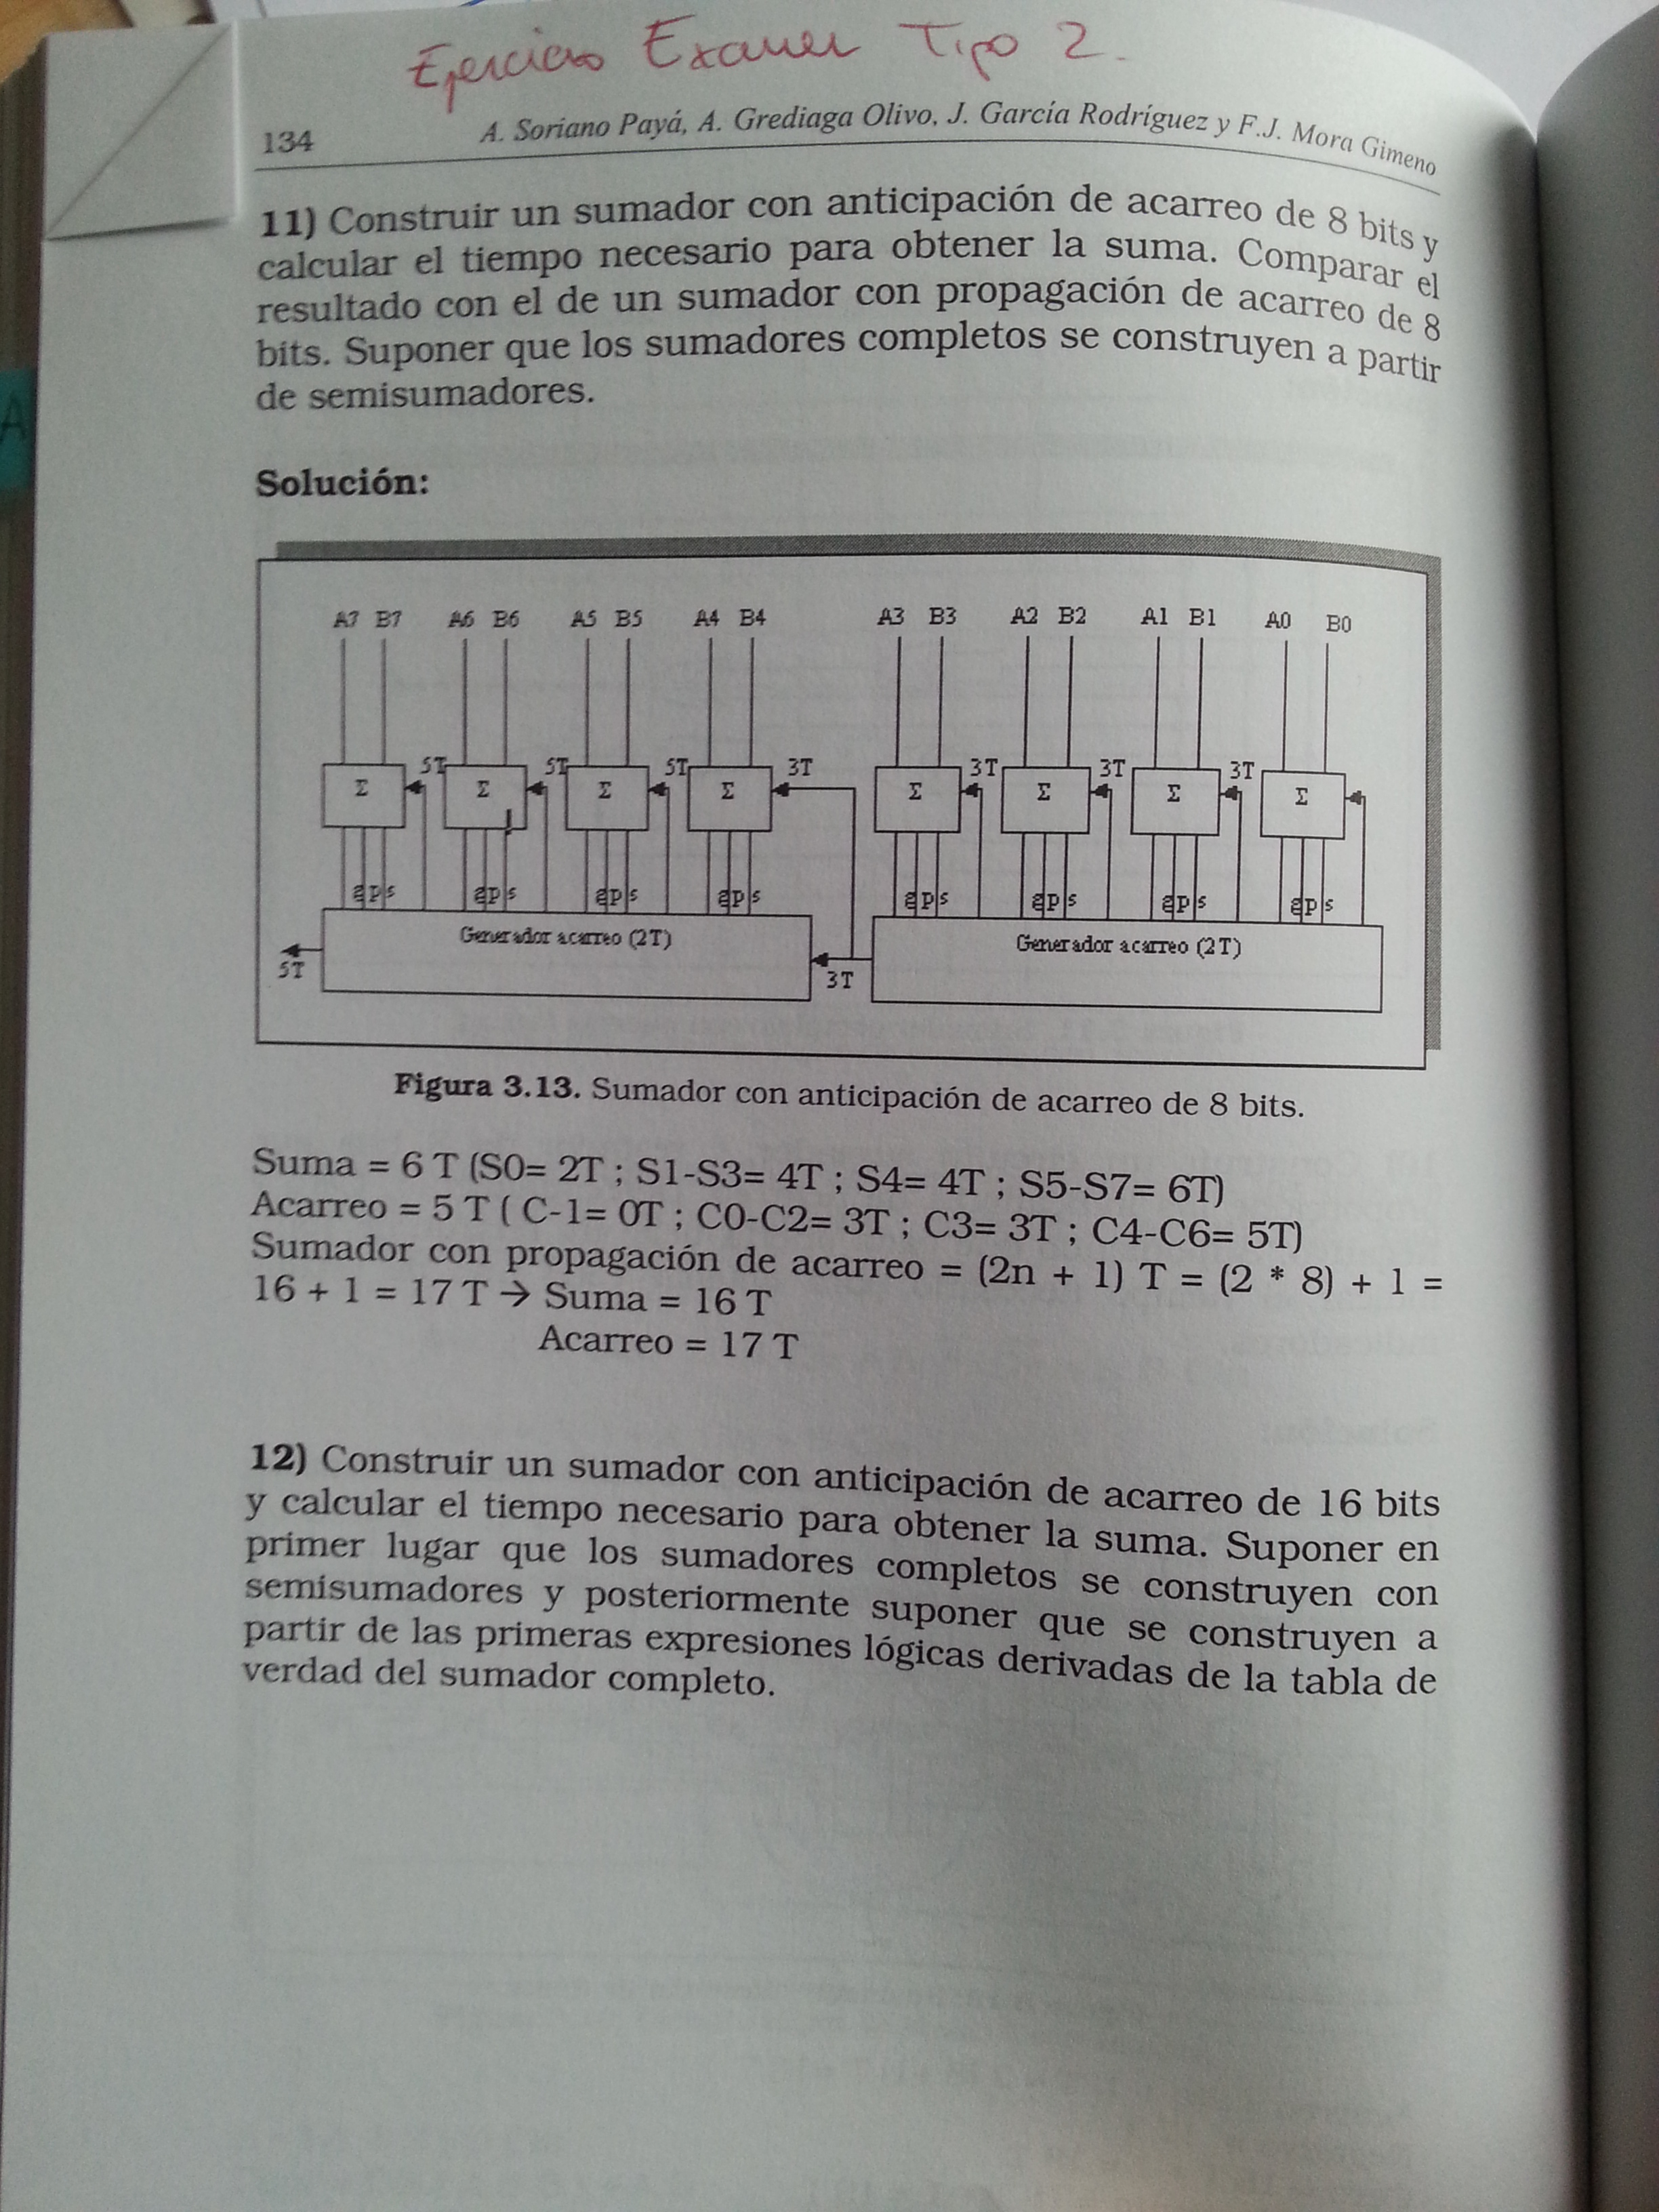 Ejercicio Examen Tipo 2.
134 A. Soriano Payá, A. Grediaga Olivo, J. García Rodríguez y F.J. Mora Gimeno
11) Construir un sumador con anticipación de acarreo de 8 bits y
calcular el tiempo necesario para obtener la suma. Comparar el
resultado con el de un sumador con propagación de acarreo de 8
bits. Suponer que los sumadores completos se construyen a partir
de semisumadores.
Solución:
A7 B7 A6 B6 A5 B5 A4 B4 A3 B3 A2 B2 A1 B1 A0 B0
5T 5T 5T 3T 3T 3T 3T
Σ Σ Σ Σ Σ Σ Σ Σ
g p s g p s g p s g p s g p s g p s g p s g p s
Generador acarreo (2T) Generador acarreo (2T)
5T 3T
Figura 3.13. Sumador con anticipación de acarreo de 8 bits.
Suma = 6 T (S0= 2T ; S1-S3= 4T ; S4= 4T ; S5-S7= 6T)
Acarreo = 5 T ( C-1= 0T ; C0-C2= 3T ; C3= 3T ; C4-C6= 5T)
Sumador con propagación de acarreo = (2n + 1) T = (2 * 8) + 1 =
16 + 1 = 17 T → Suma = 16 T
Acarreo = 17 T
12) Construir un sumador con anticipación de acarreo de 16 bits
y calcular el tiempo necesario para obtener la suma. Suponer en
primer lugar que los sumadores completos se construyen con
semisumadores y posteriormente suponer que se construyen a
partir de las primeras expresiones lógicas derivadas de la tabla de
verdad del sumador completo.
A